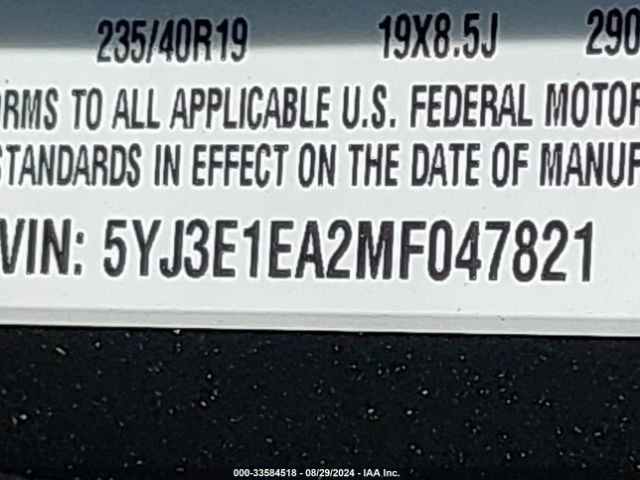 235/40R19 19X8.5J 290
ORMS TO ALL APPLICABLE U.S. FEDERAL MOTOR
STANDARDS IN EFFECT ON THE DATE OF MANUF
VIN: 5YJ3E1EA2MF047821
000-33584518 - 08/29/2024 - IAA Inc.